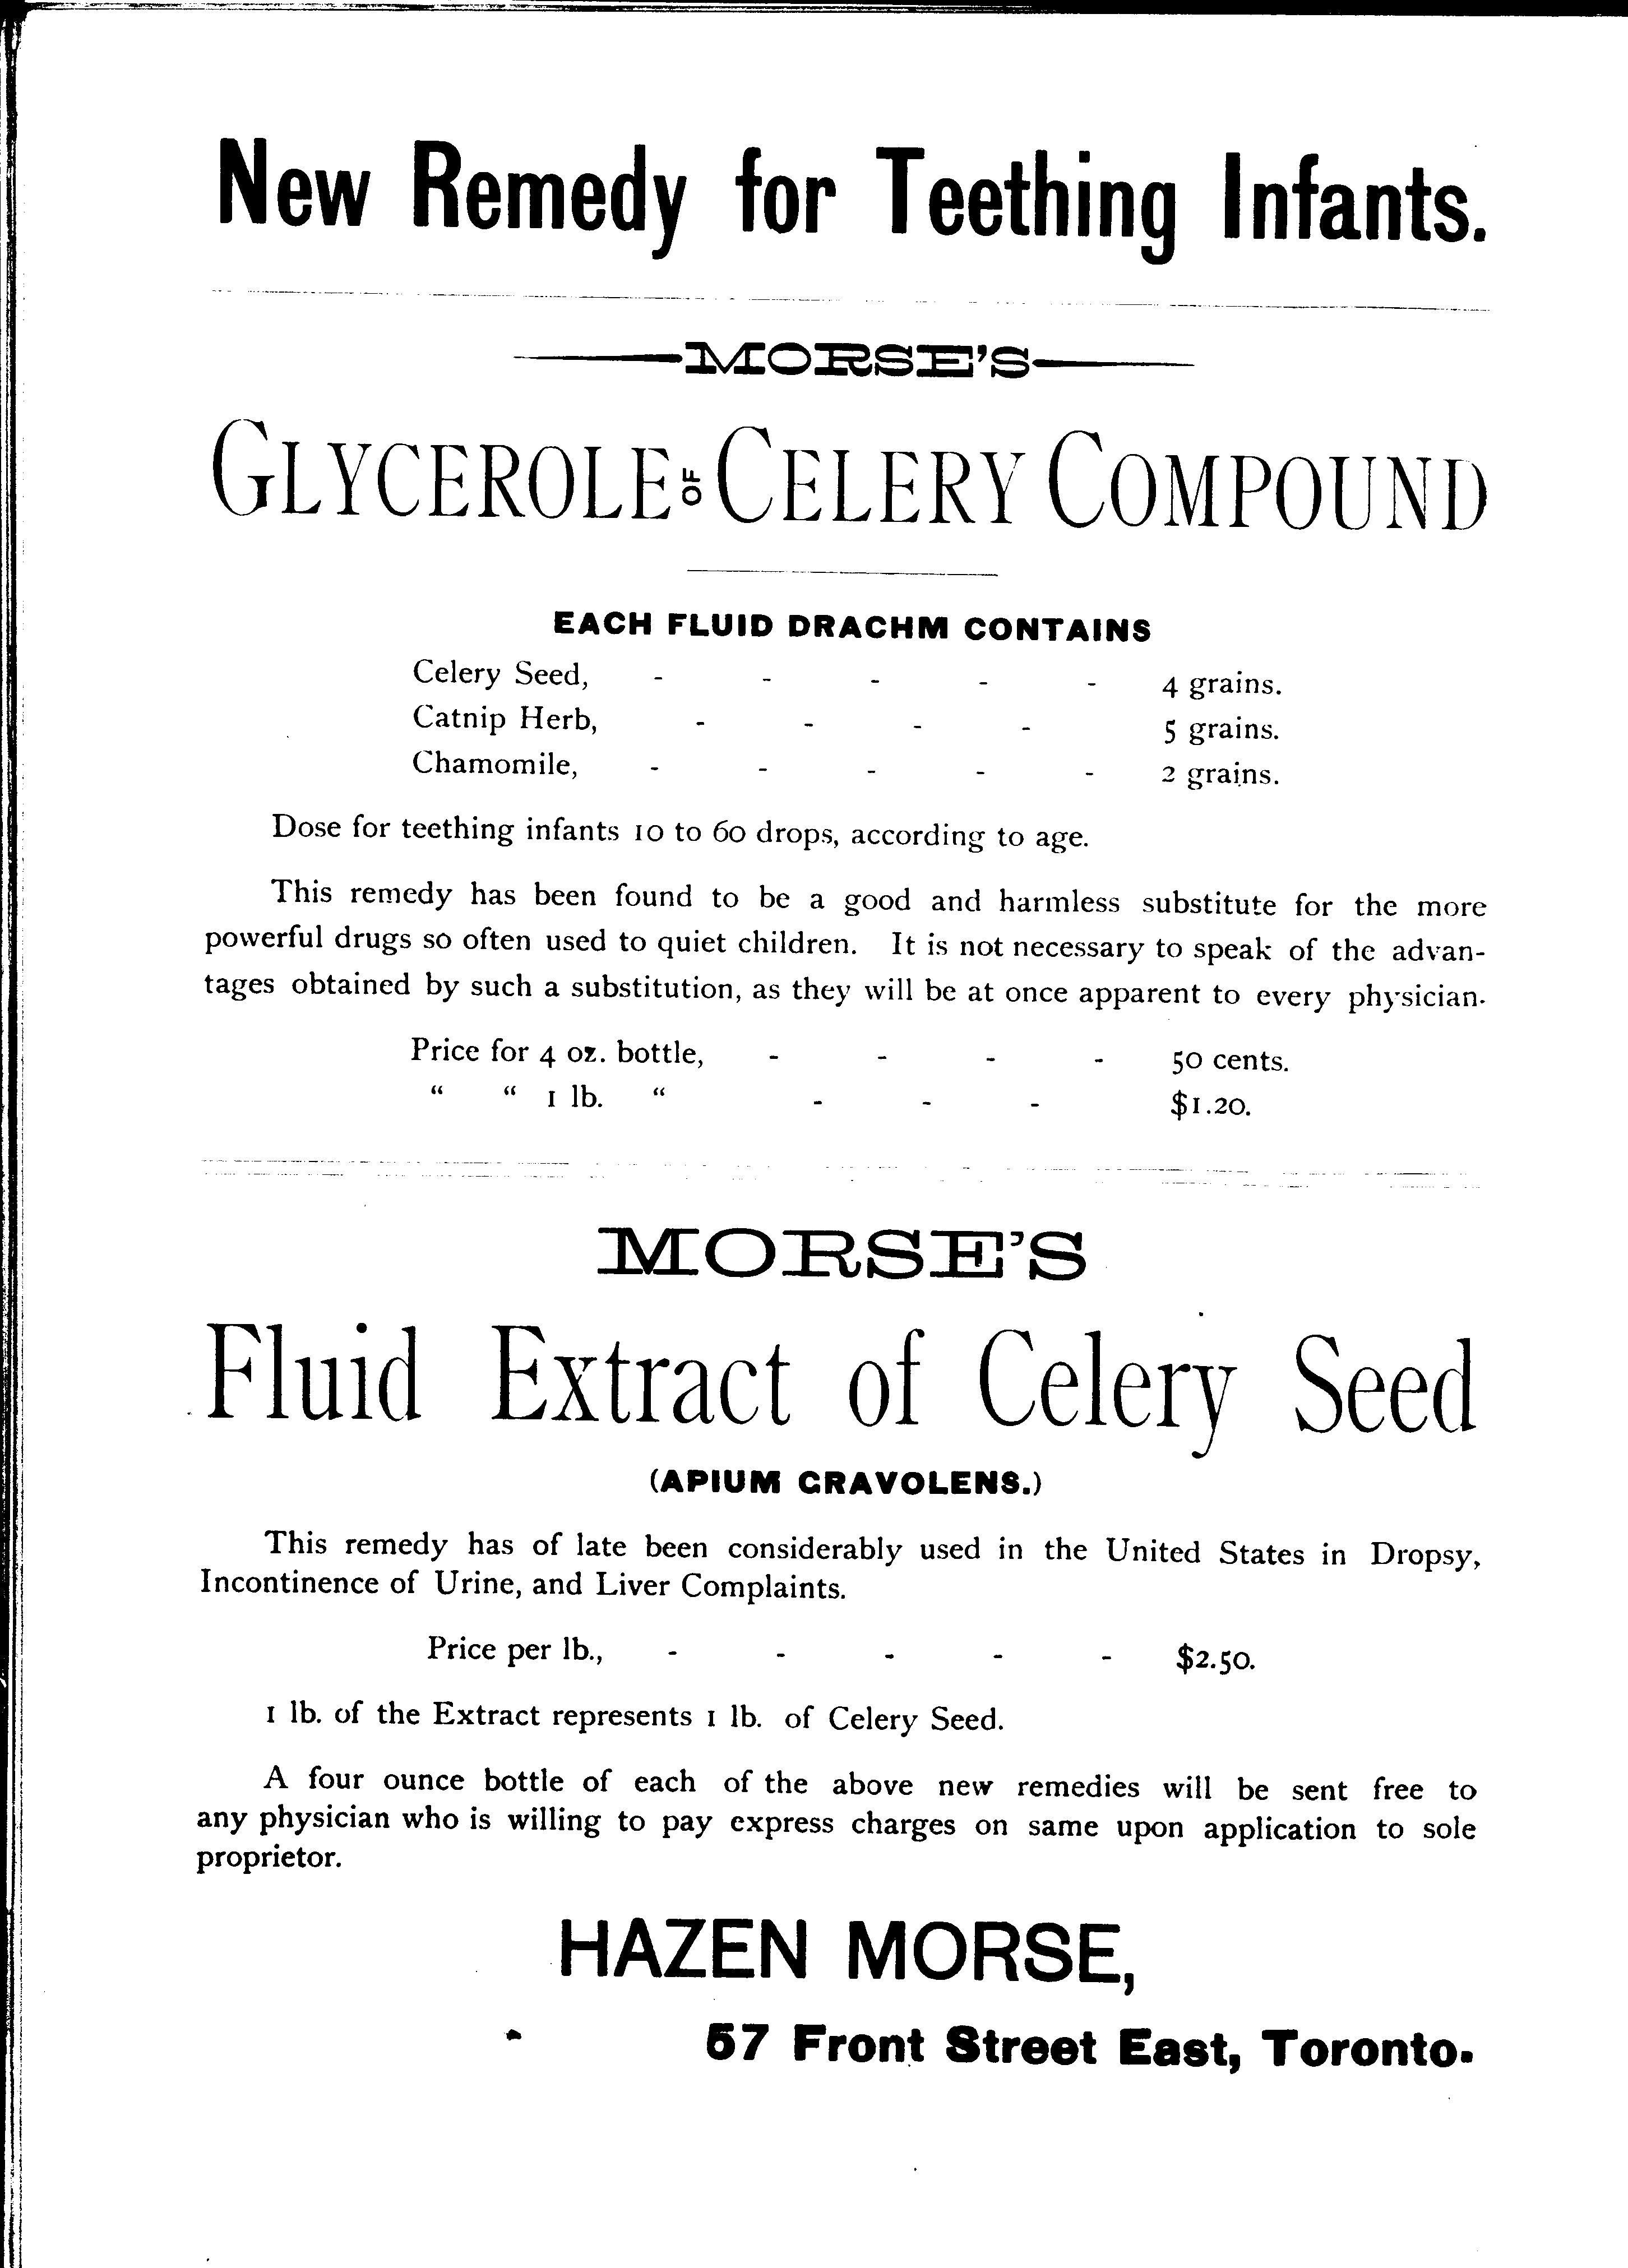 New Remedy for Teething Infants.
MORSE'S
GLYCEROLE OF CELERY COMPOUND
EACH FLUID DRACHM CONTAINS
Celery Seed, - - - - - 4 grains.
Catnip Herb, - - - - 5 grains.
Chamomile, - - - - - 2 grains.
Dose for teething infants 10 to 60 drops, according to age.
This remedy has been found to be a good and harmless substitute for the more
powerful drugs so often used to quiet children. It is not necessary to speak of the advan-
tages obtained by such a substitution, as they will be at once apparent to every physician.
Price for 4 oz. bottle, - - - - 50 cents.
“ “ 1 lb. “ - - - $1.20.
MORSE'S
Fluid Extract of Celery Seed
(APIUM GRAVOLENS.)
This remedy has of late been considerably used in the United States in Dropsy,
Incontinence of Urine, and Liver Complaints.
Price per lb., - - - - - $2.50.
1 lb. of the Extract represents 1 lb. of Celery Seed.
A four ounce bottle of each of the above new remedies will be sent free to
any physician who is willing to pay express charges on same upon application to sole
proprietor.
HAZEN MORSE,
57 Front Street East, Toronto.